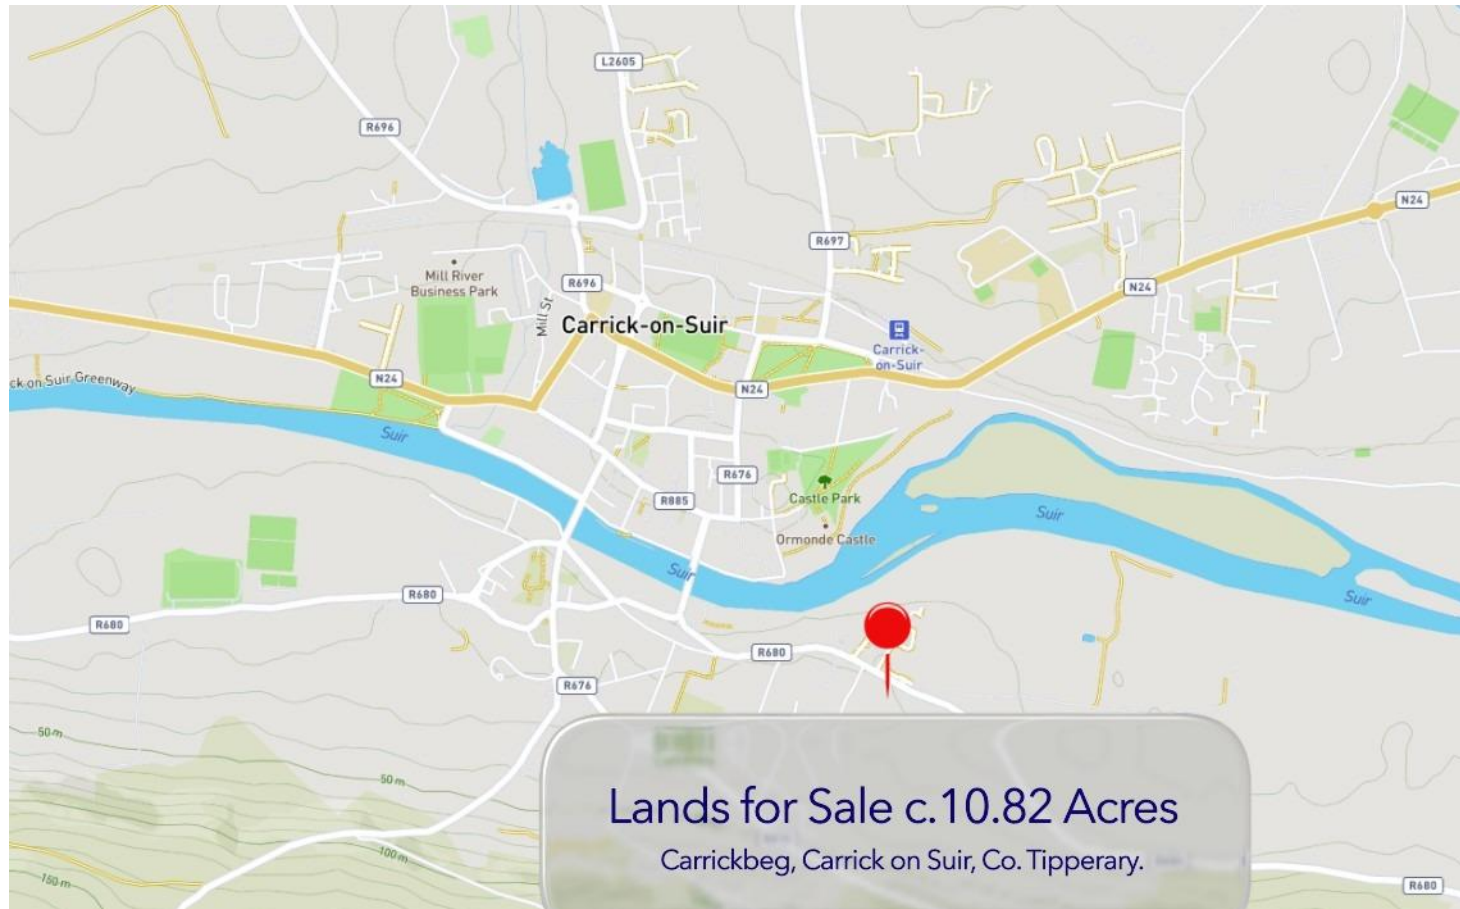 L2605
R696
N24
R697
Mill River
Business Park
R696
N24
Mill St
Carrick-on-Suir
Carrick-
on-Suir
ck on Suir Greenway
N24
N24
Suir
R676
Castle Park
R885
Suir
Ormonde Castle
Suir
R680
Suir
R680
R680
R676
50 m
50 m
Lands for Sale c.10.82 Acres
100 m
Carrickbeg, Carrick on Suir, Co. Tipperary.
150 m
R680